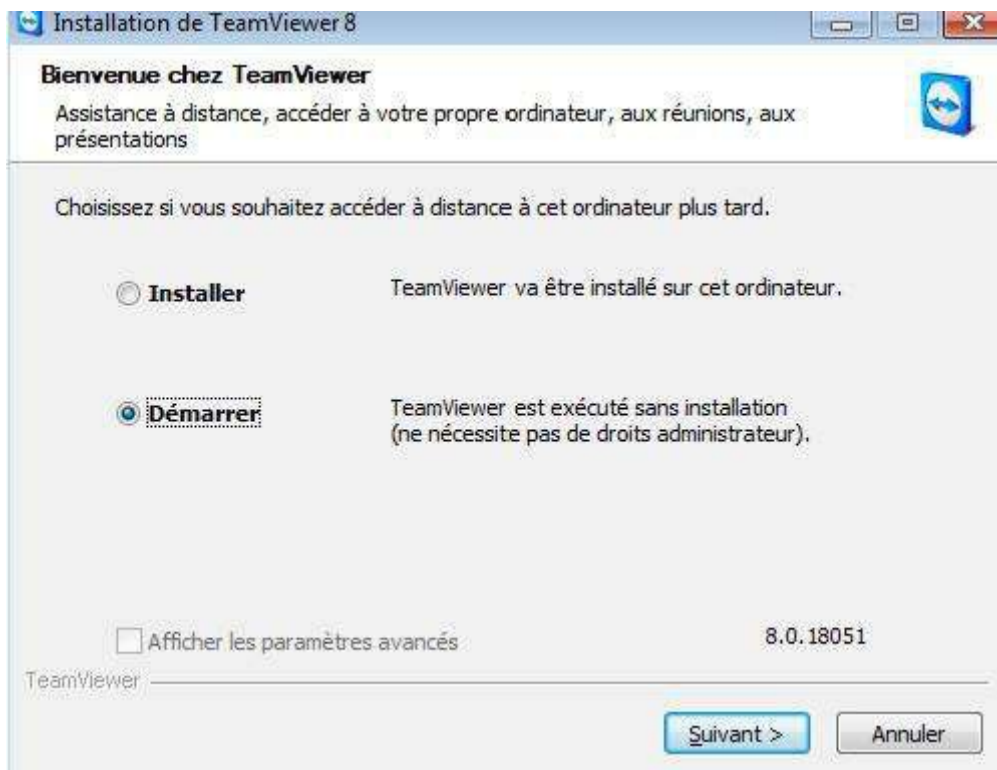 Installation de TeamViewer 8
Bienvenue chez TeamViewer
Assistance à distance, accéder à votre propre ordinateur, aux réunions, aux
présentations
Choisissez si vous souhaitez accéder à distance à cet ordinateur plus tard.
Installer
TeamViewer va être installé sur cet ordinateur.
Démarrer
TeamViewer est exécuté sans installation
(ne nécessite pas de droits administrateur).
Afficher les paramètres avancés
8.0.18051
TeamViewer
Suivant >
Annuler